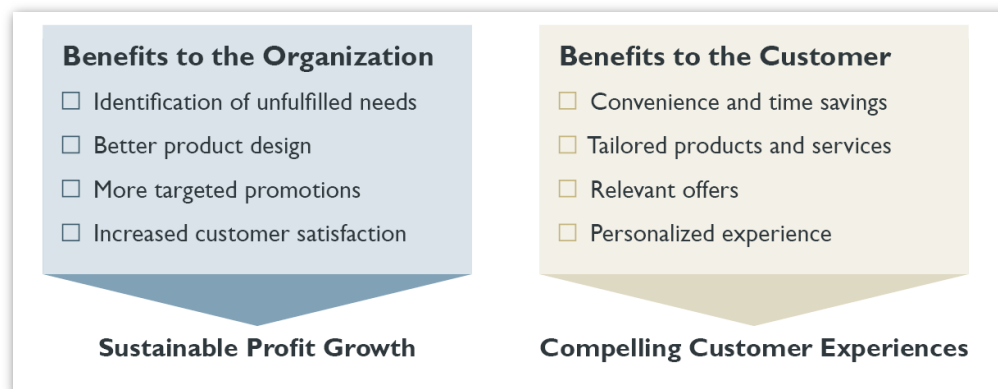 Benefits to the Organization
☐ Identification of unfulfilled needs
☐ Better product design
☐ More targeted promotions
☐ Increased customer satisfaction
Sustainable Profit Growth
Benefits to the Customer
☐ Convenience and time savings
☐ Tailored products and services
☐ Relevant offers
☐ Personalized experience
Compelling Customer Experiences